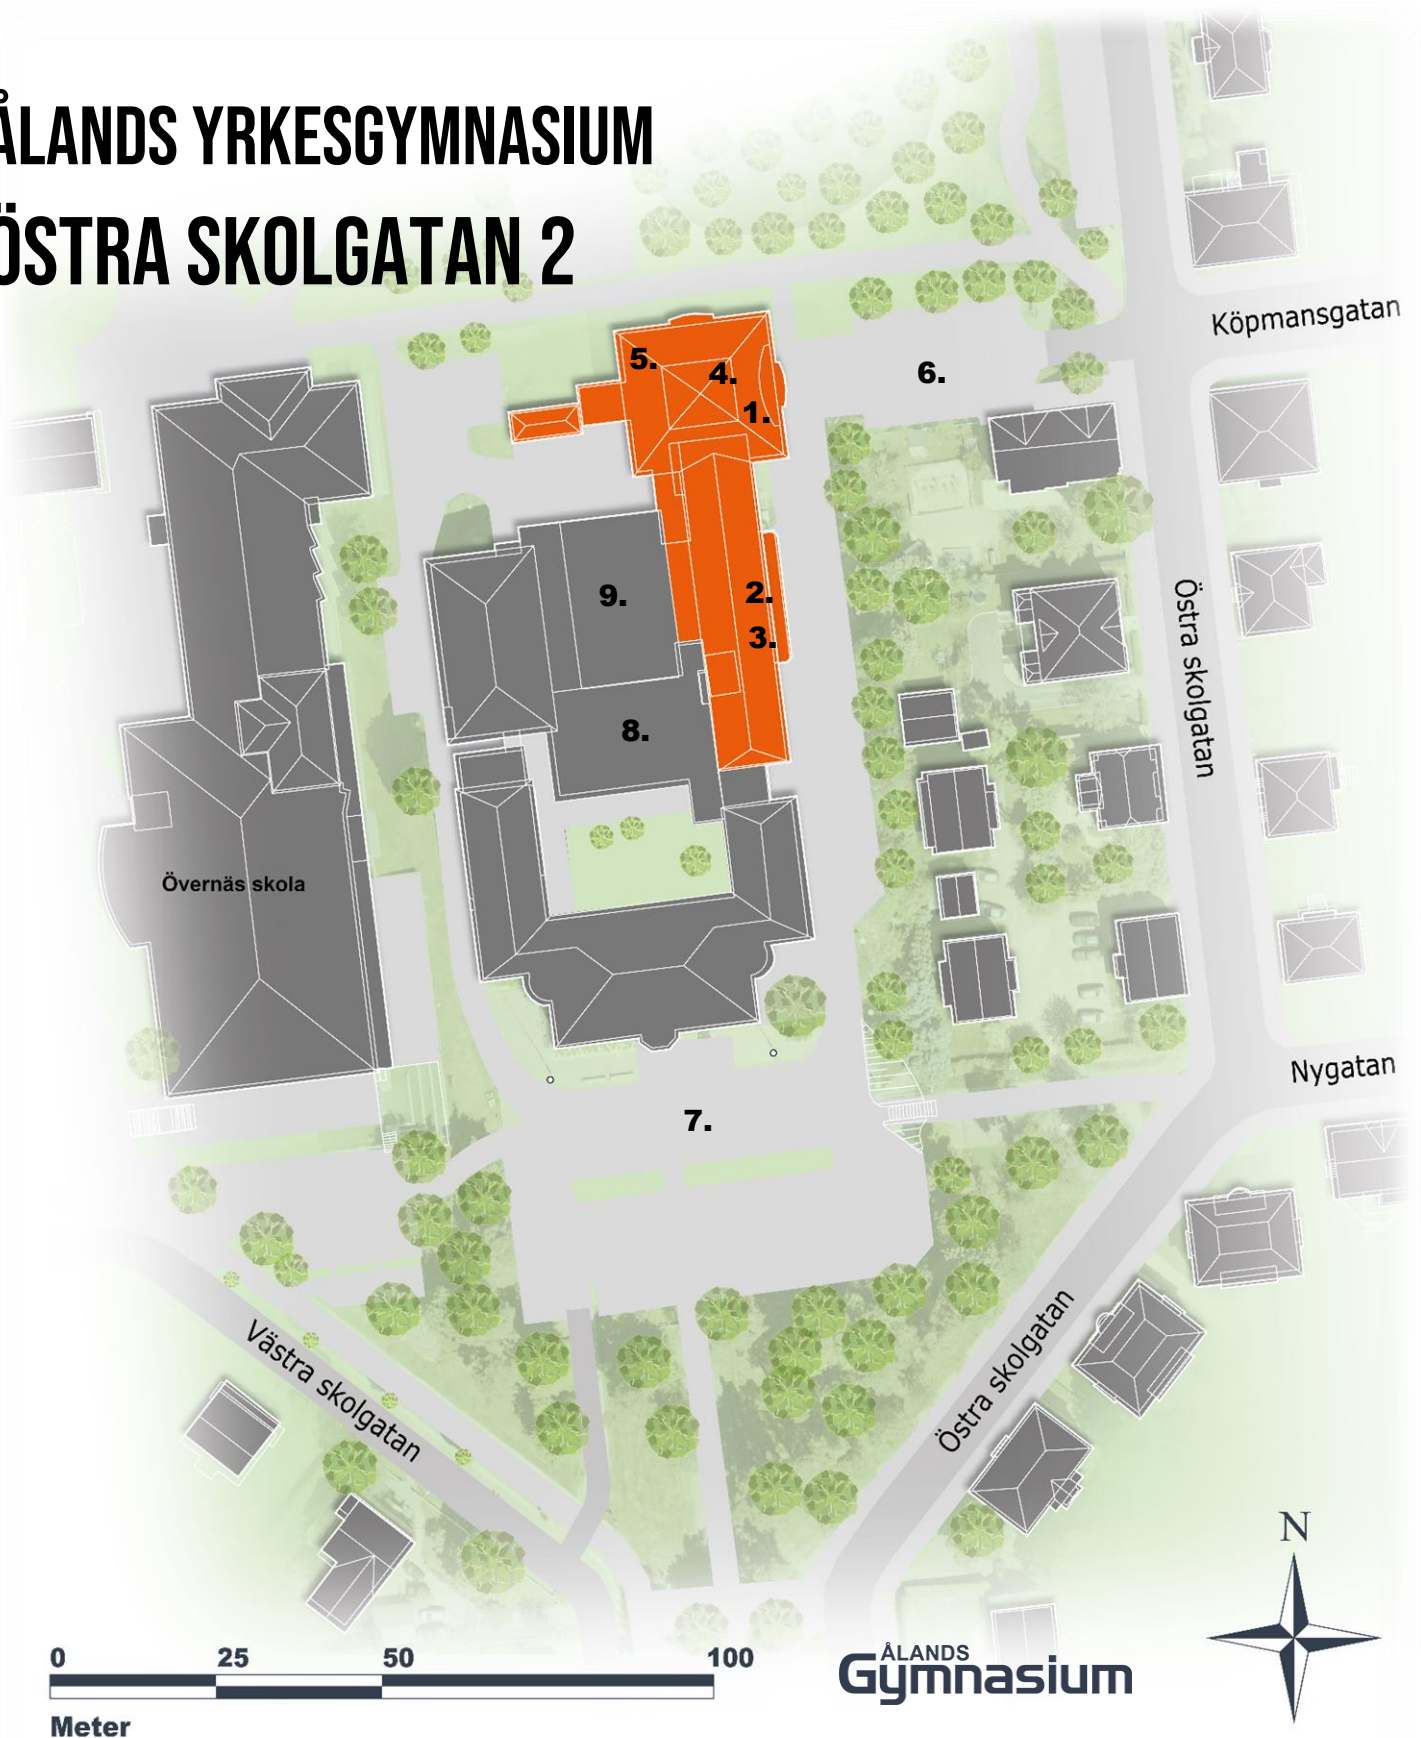 ÅLANDS YRKESGYMNASIUM
ÖSTRA SKOLGATAN 2
Köpmansgatan
5.
4.
6.
1.
9.
2.
3.
Östra skolgatan
8.
Övernäs skola
Nygatan
7.
Västra skolgatan
Östra skolgatan
N
0 25 50 100
Meter
ÅLANDS
Gymnasium